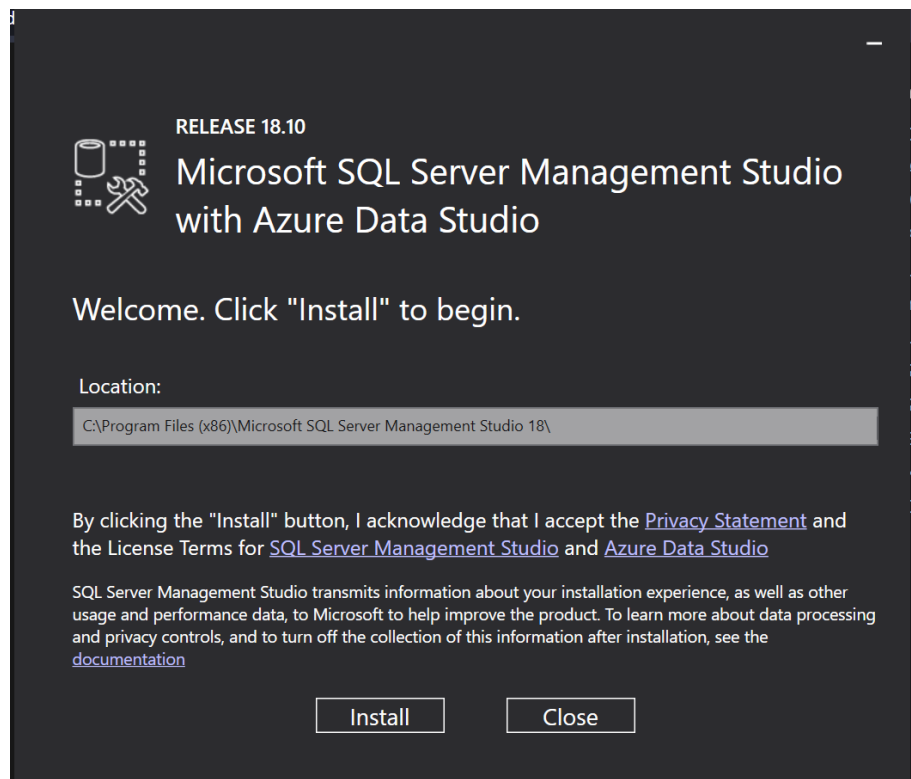 RELEASE 18.10
Microsoft SQL Server Management Studio
with Azure Data Studio
Welcome. Click "Install" to begin.
Location:
C:\Program Files (x86)\Microsoft SQL Server Management Studio 18\
By clicking the "Install" button, I acknowledge that I accept the Privacy Statement and
the License Terms for SQL Server Management Studio and Azure Data Studio
SQL Server Management Studio transmits information about your installation experience, as well as other
usage and performance data, to Microsoft to help improve the product. To learn more about data processing
and privacy controls, and to turn off the collection of this information after installation, see the
documentation
Install Close